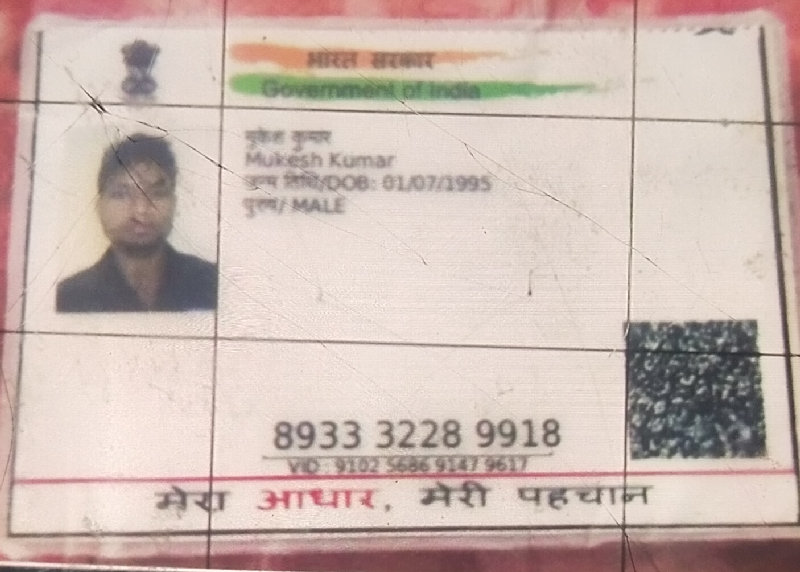 भारत सरकार
Government of India
मुकेश कुमार
Mukesh Kumar
जन्म तिथि/DOB: 01/07/1995
पुरुष/ MALE
8933 3228 9918
VID : 9102 5686 9147 9617
मेरा आधार, मेरी पहचान